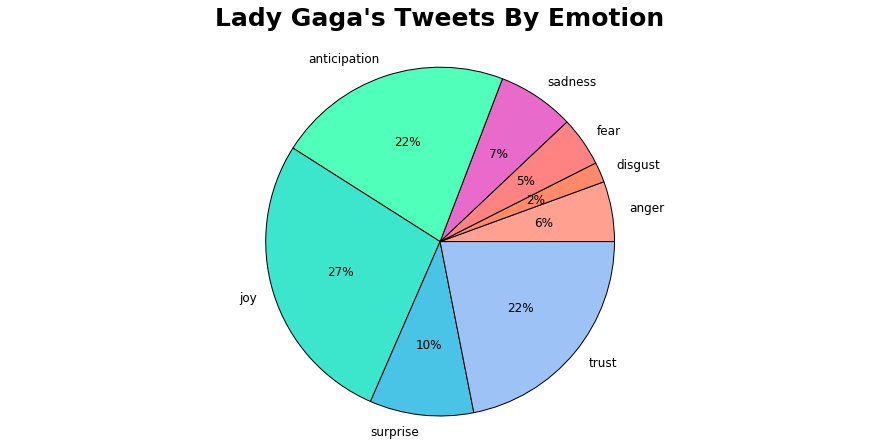 Lady Gaga's Tweets By Emotion
anticipation
sadness
fear
disgust
anger
22%
7%
5%
2%
6%
27%
22%
joy
10%
trust
surprise